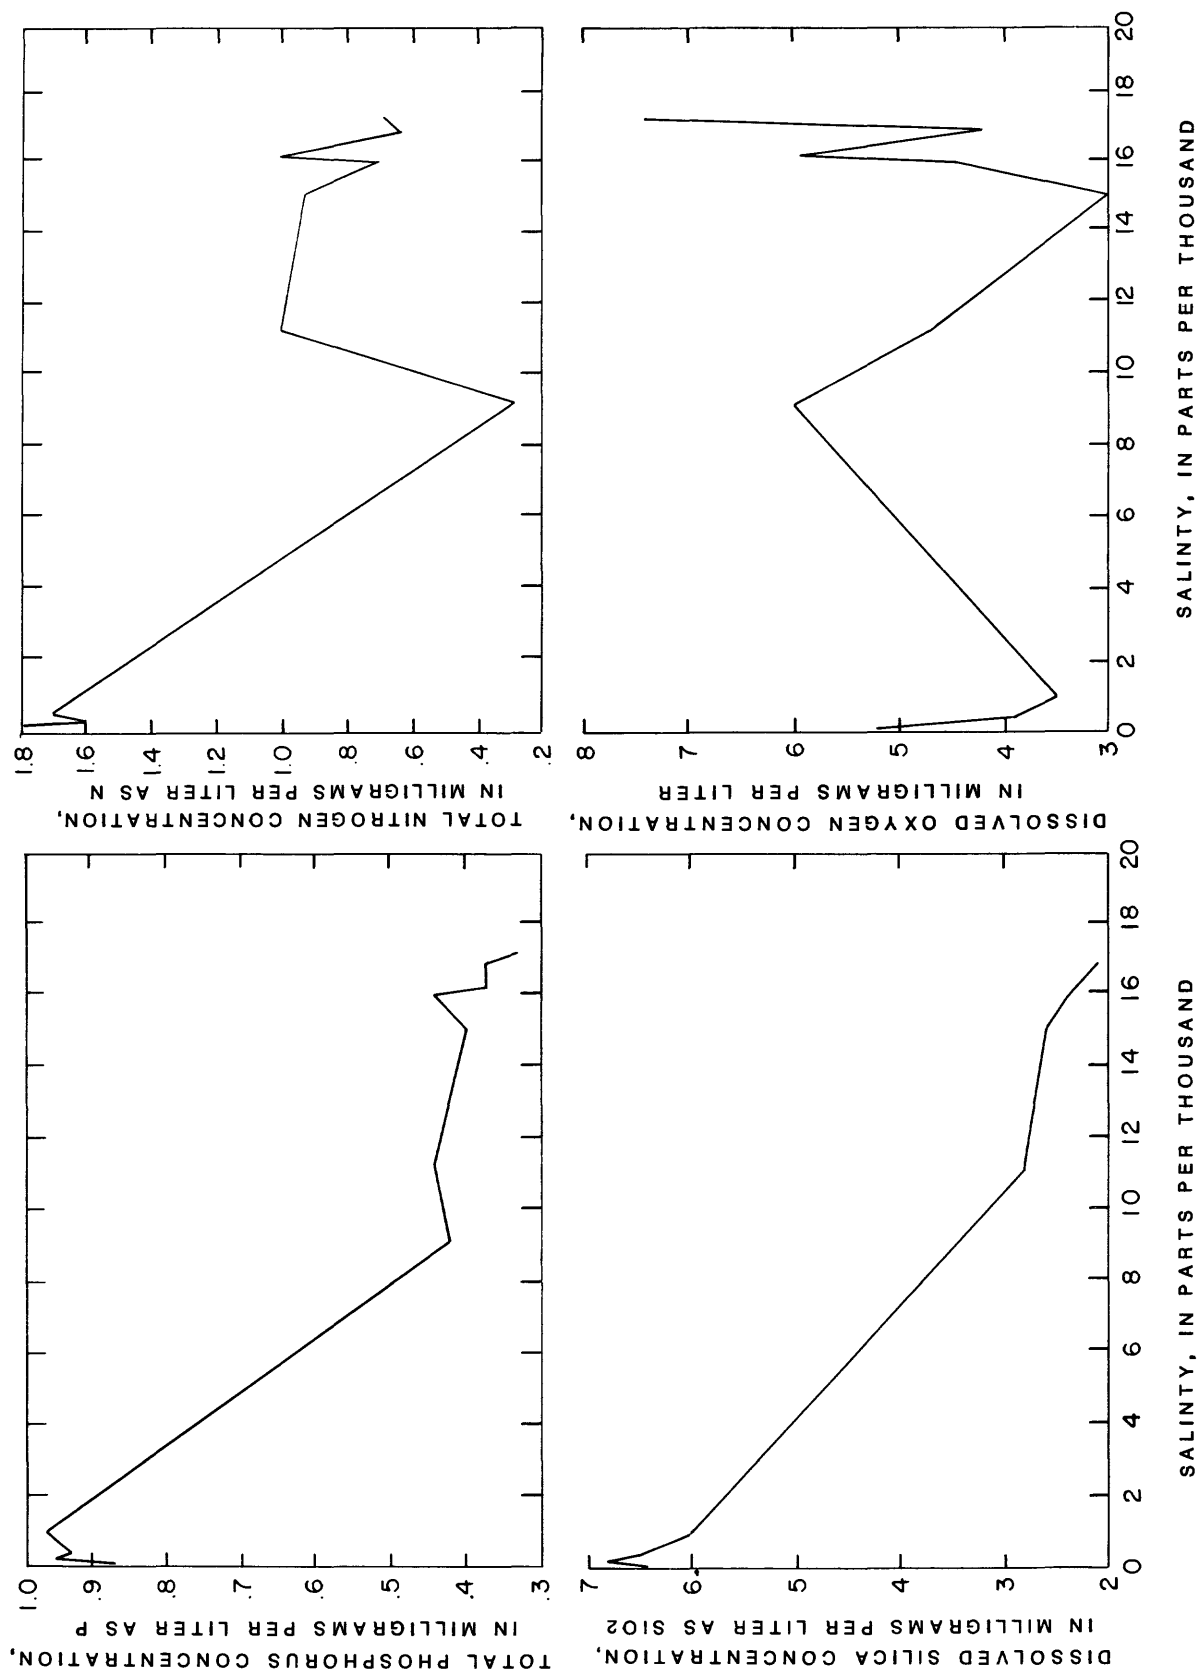 TOTAL PHOSPHORUS CONCENTRATION,
IN MILLIGRAMS PER LITER AS P
1.0
.9
.8
.7
.6
.5
.4
.3
TOTAL NITROGEN CONCENTRATION,
IN MILLIGRAMS PER LITER AS N
1.8
1.6
1.4
1.2
1.0
.8
.6
.4
.2
DISSOLVED SILICA CONCENTRATION,
IN MILLIGRAMS PER LITER AS SIO2
7
6
5
4
3
2
0 2 4 6 8 10 12 14 16 18 20
SALINTY, IN PARTS PER THOUSAND
DISSOLVED OXYGEN CONCENTRATION,
IN MILLIGRAMS PER LITER
8
7
6
5
4
3
0 2 4 6 8 10 12 14 16 18 20
SALINTY, IN PARTS PER THOUSAND